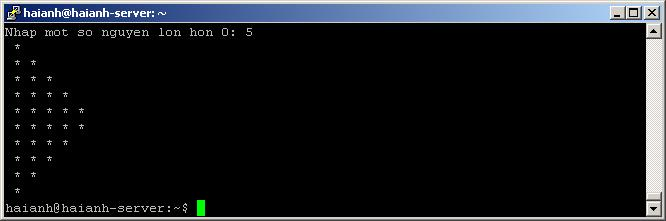 haianh@haianh-server: ~
Nhap mot so nguyen lon hon 0: 5
 *
 * *
 * * *
 * * * *
 * * * * *
 * * * * *
 * * * *
 * * *
 * *
 *
haianh@haianh-server:~$